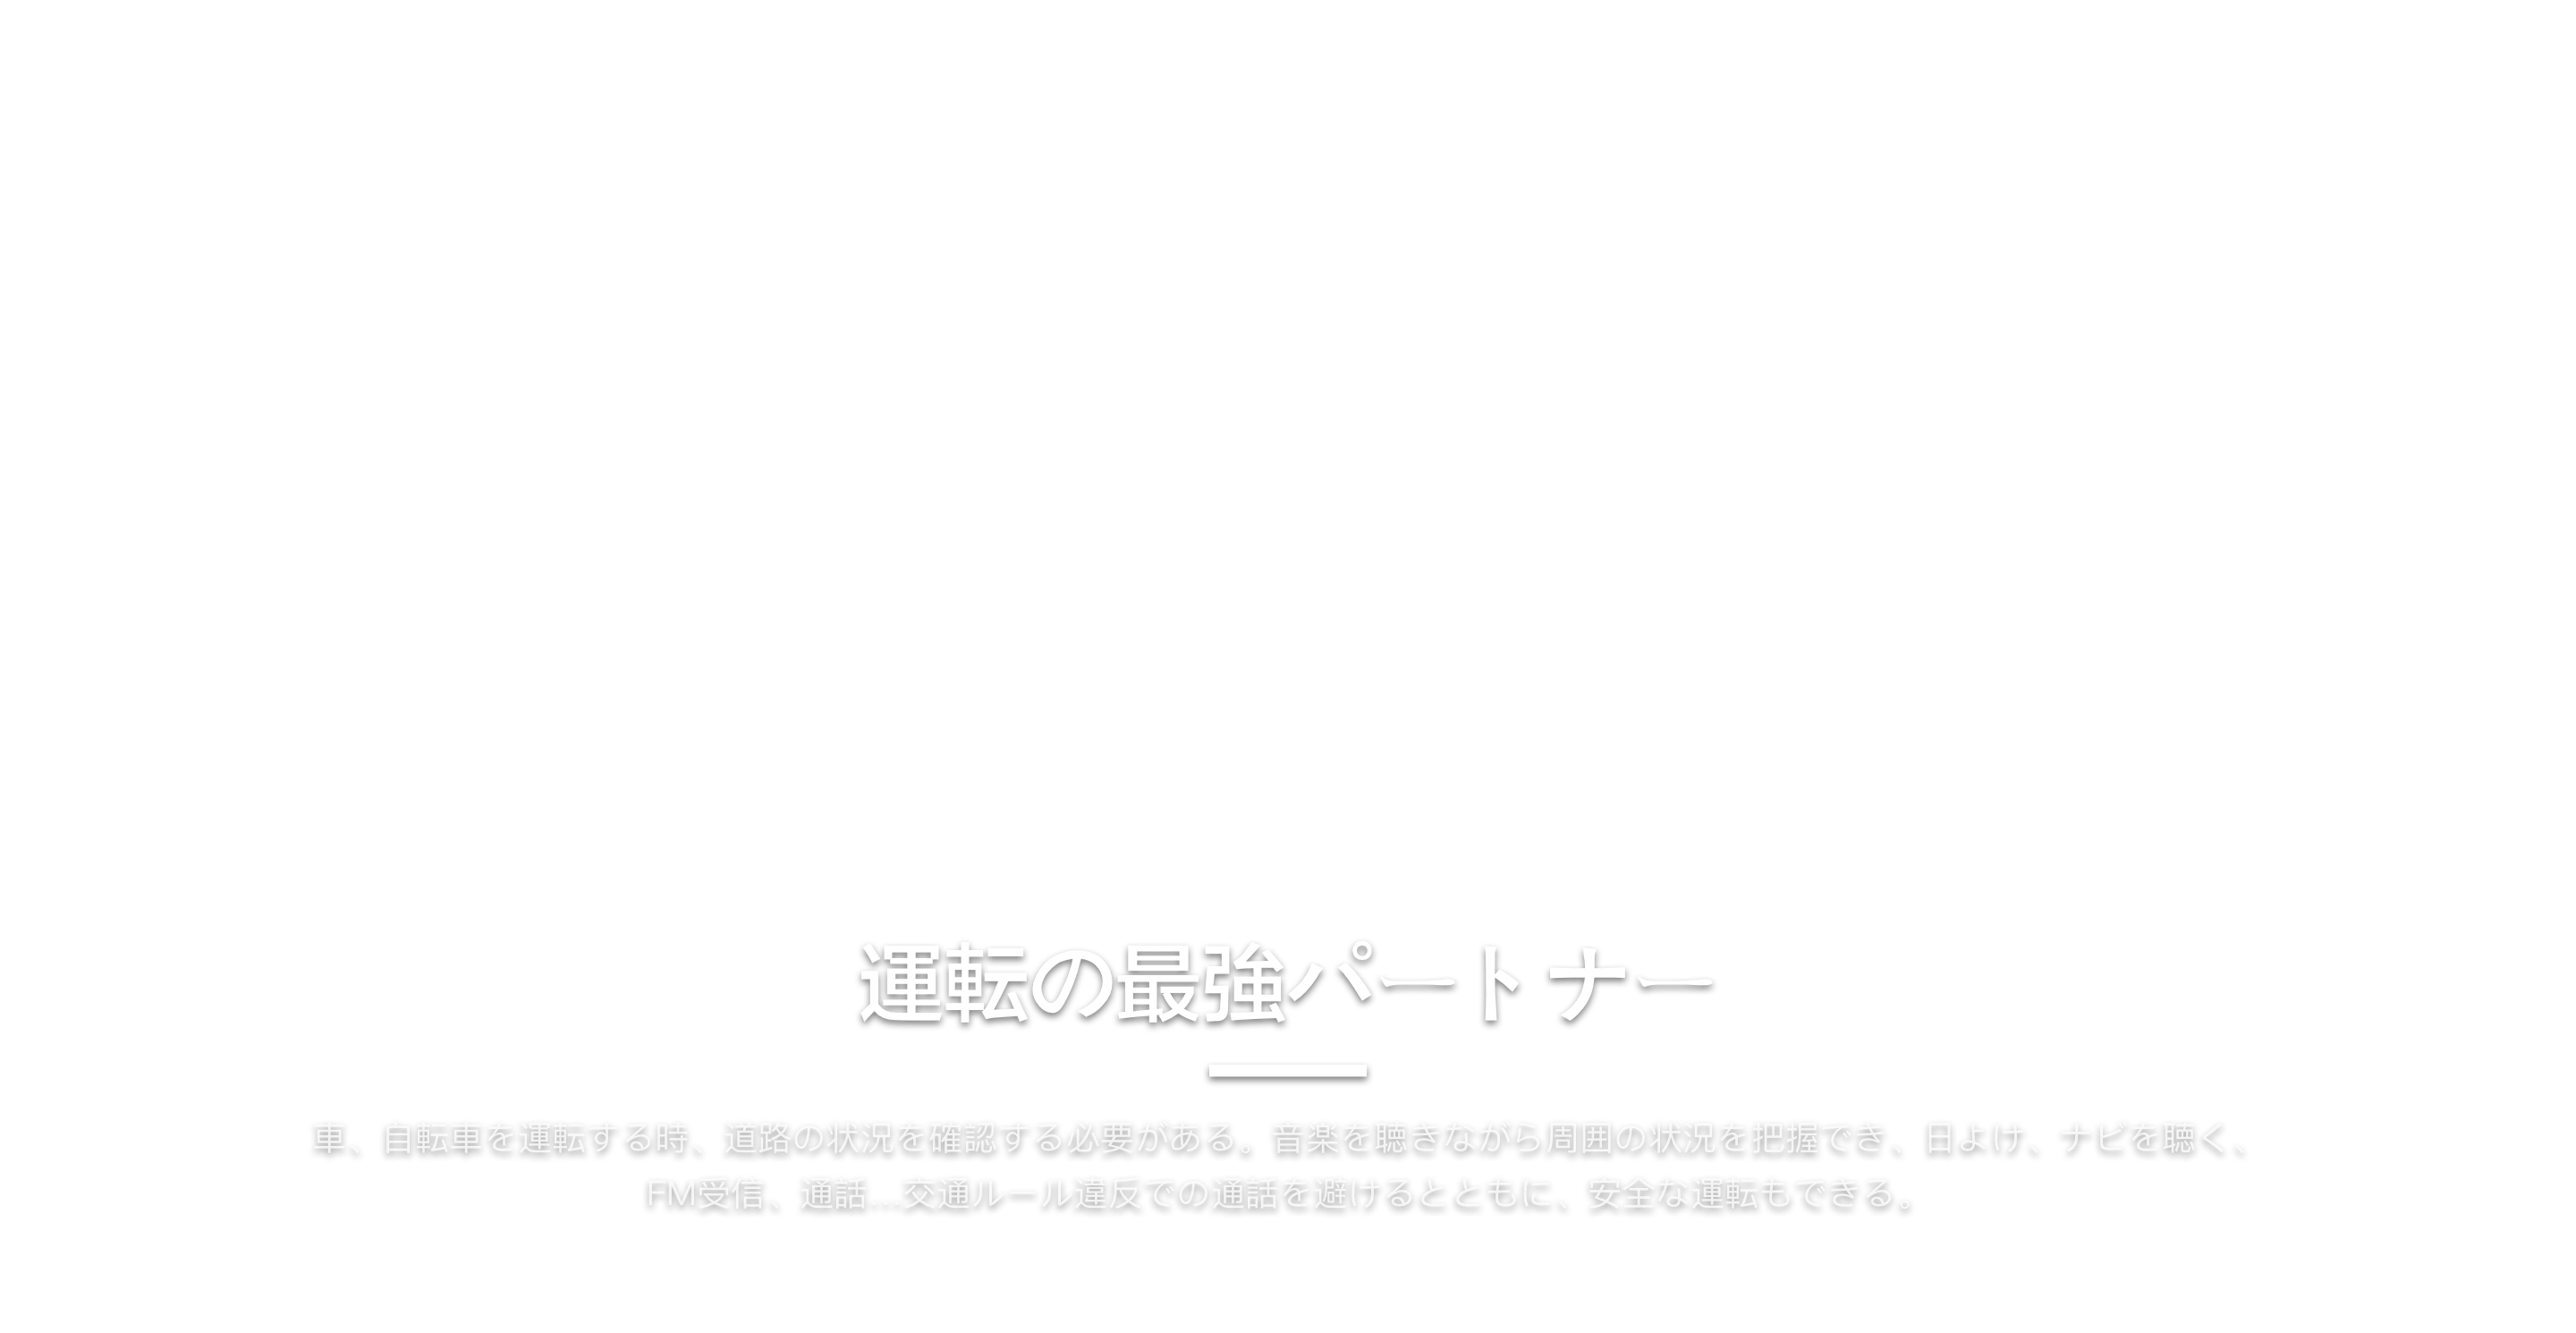 運転の最強パートナー
車、自転車を運転する時、道路の状況を確認する必要がある。音楽を聴きながら周囲の状況を把握でき、日よけ、ナビを聴く、
FM受信、通話...交通ルール違反での通話を避けるとともに、安全な運転もできる。